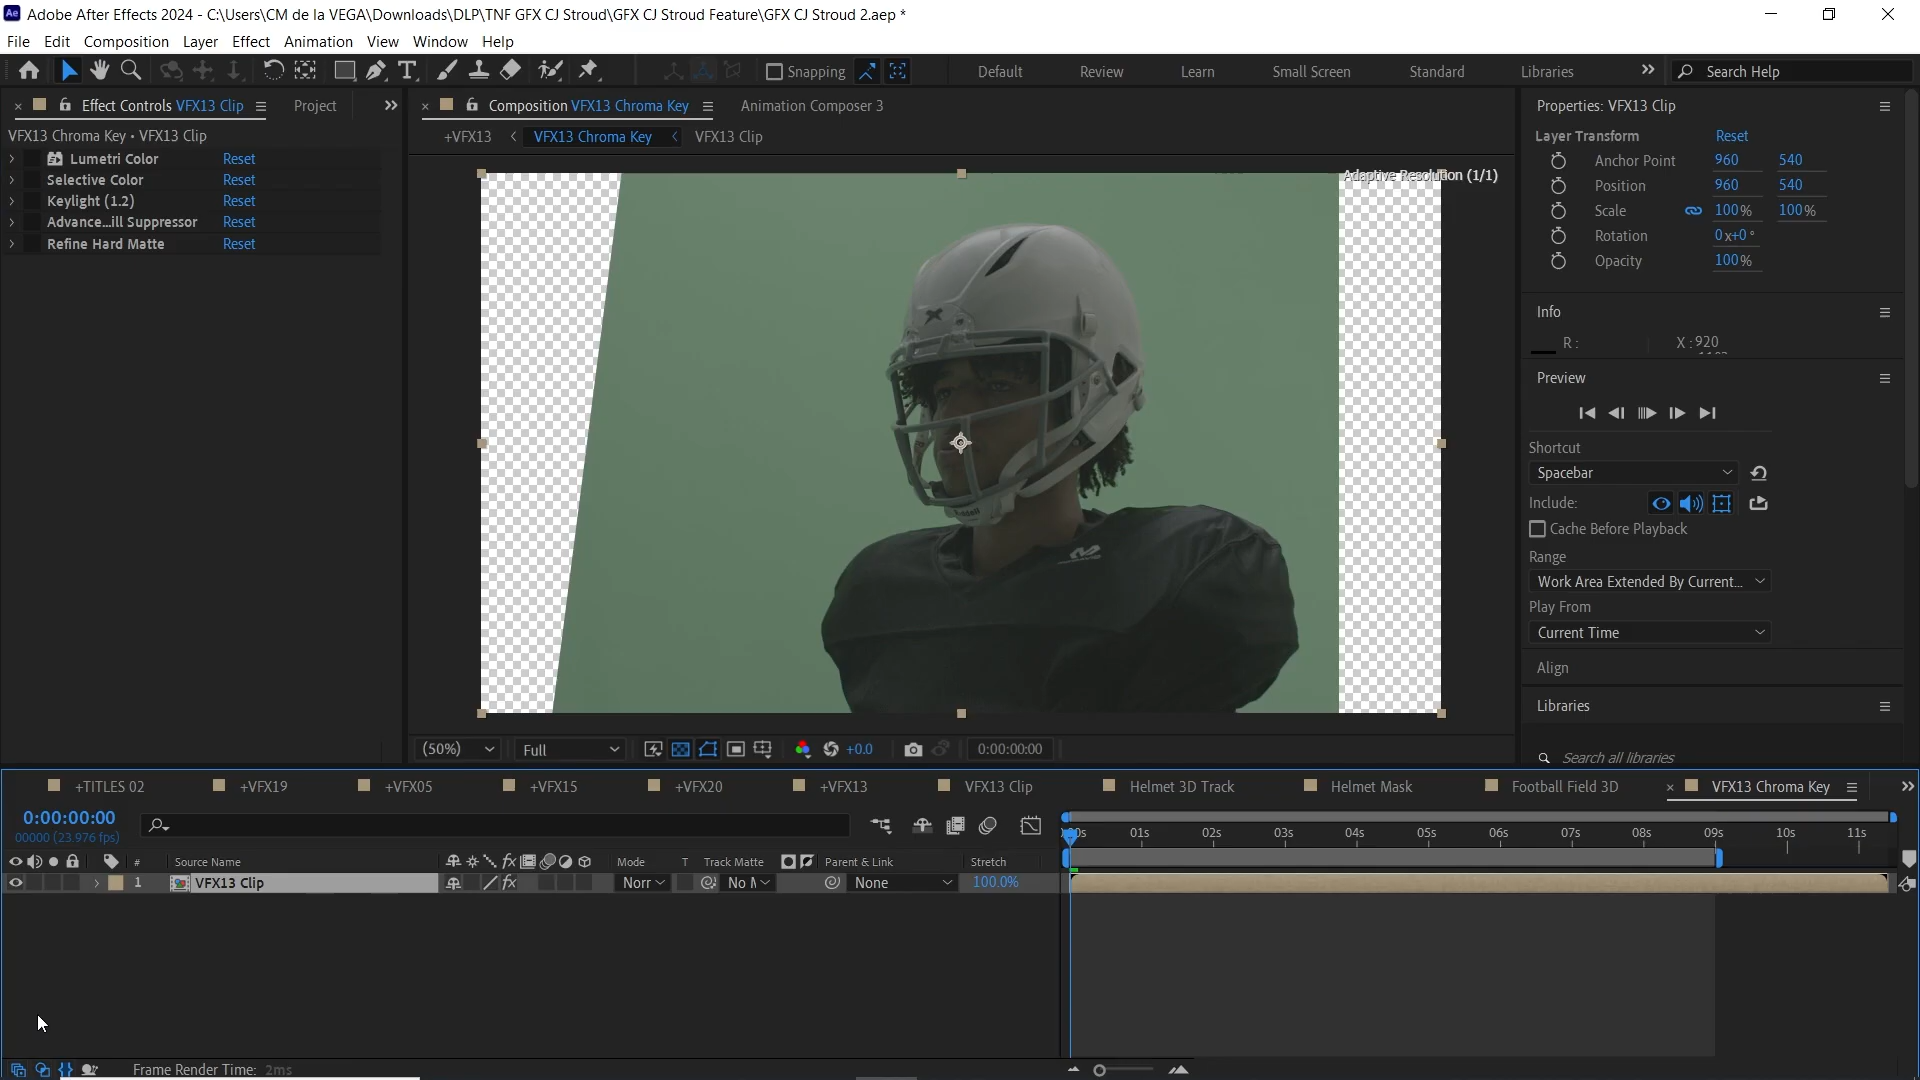 Adobe After Effects 2024 - C:\Users\CM de la VEGA\Downloads\DLP\TNF GFX CJ Stroud\GFX CJ Stroud Feature\GFX CJ Stroud 2.aep *
File Edit Composition Layer Effect Animation View Window Help
Snapping Default Review Learn Small Screen Standard Libraries Search Help
Effect Controls VFX13 Clip Project
Composition VFX13 Chroma Key Animation Composer 3
Properties: VFX13 Clip
VFX13 Chroma Key • VFX13 Clip
+VFX13 VFX13 Chroma Key VFX13 Clip
Layer Transform Reset
Lumetri Color Reset
Selective Color Reset
Keylight (1.2) Reset
Advance...ill Suppressor Reset
Refine Hard Matte Reset
Adaptive Resolution (1/1)
Anchor Point 960 540
Position 960 540
Scale 100% 100%
Rotation 0x+0°
Opacity 100%
Info
R: X: 920
Preview
Shortcut
Spacebar
Include:
Cache Before Playback
Range
Work Area Extended By Current...
Play From
Current Time
Align
Libraries
Search all libraries
(50%) Full +0.0 0:00:00:00
+TITLES 02 +VFX19 +VFX05 +VFX15 +VFX20 +VFX13 VFX13 Clip Helmet 3D Track Helmet Mask Football Field 3D VFX13 Chroma Key
0:00:00:00
00000 (23.976 fps)
01s 02s 03s 04s 05s 06s 07s 08s 09s 10s 11s
# Source Name Mode T Track Matte Parent & Link Stretch
1 VFX13 Clip Norr None 100.0%
Frame Render Time: 2ms